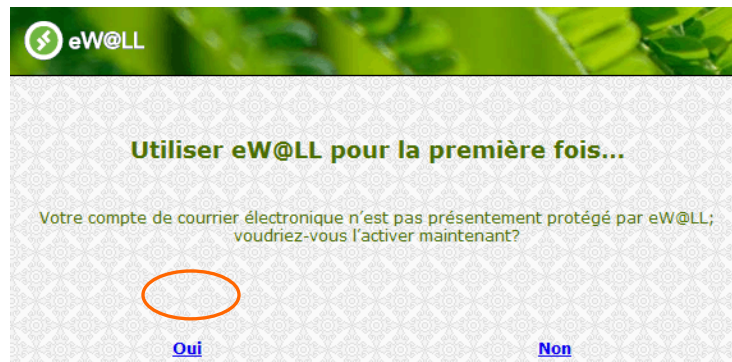 eW@LL
Utiliser eW@LL pour la première fois...
Votre compte de courrier électronique n´est pas présentement protégé par eW@LL;
voudriez-vous l´activer maintenant?
Oui Non